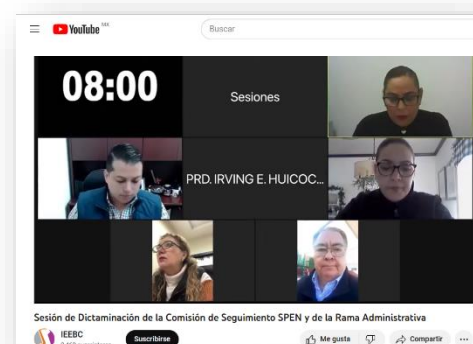 YouTube MX
Buscar
08:00
Sesiones
PRD. IRVING E. HUICOC...
Sesión de Dictaminación de la Comisión de Seguimiento SPEN y de la Rama Administrativa
IEEBC
Suscribirse
Me gusta
Compartir